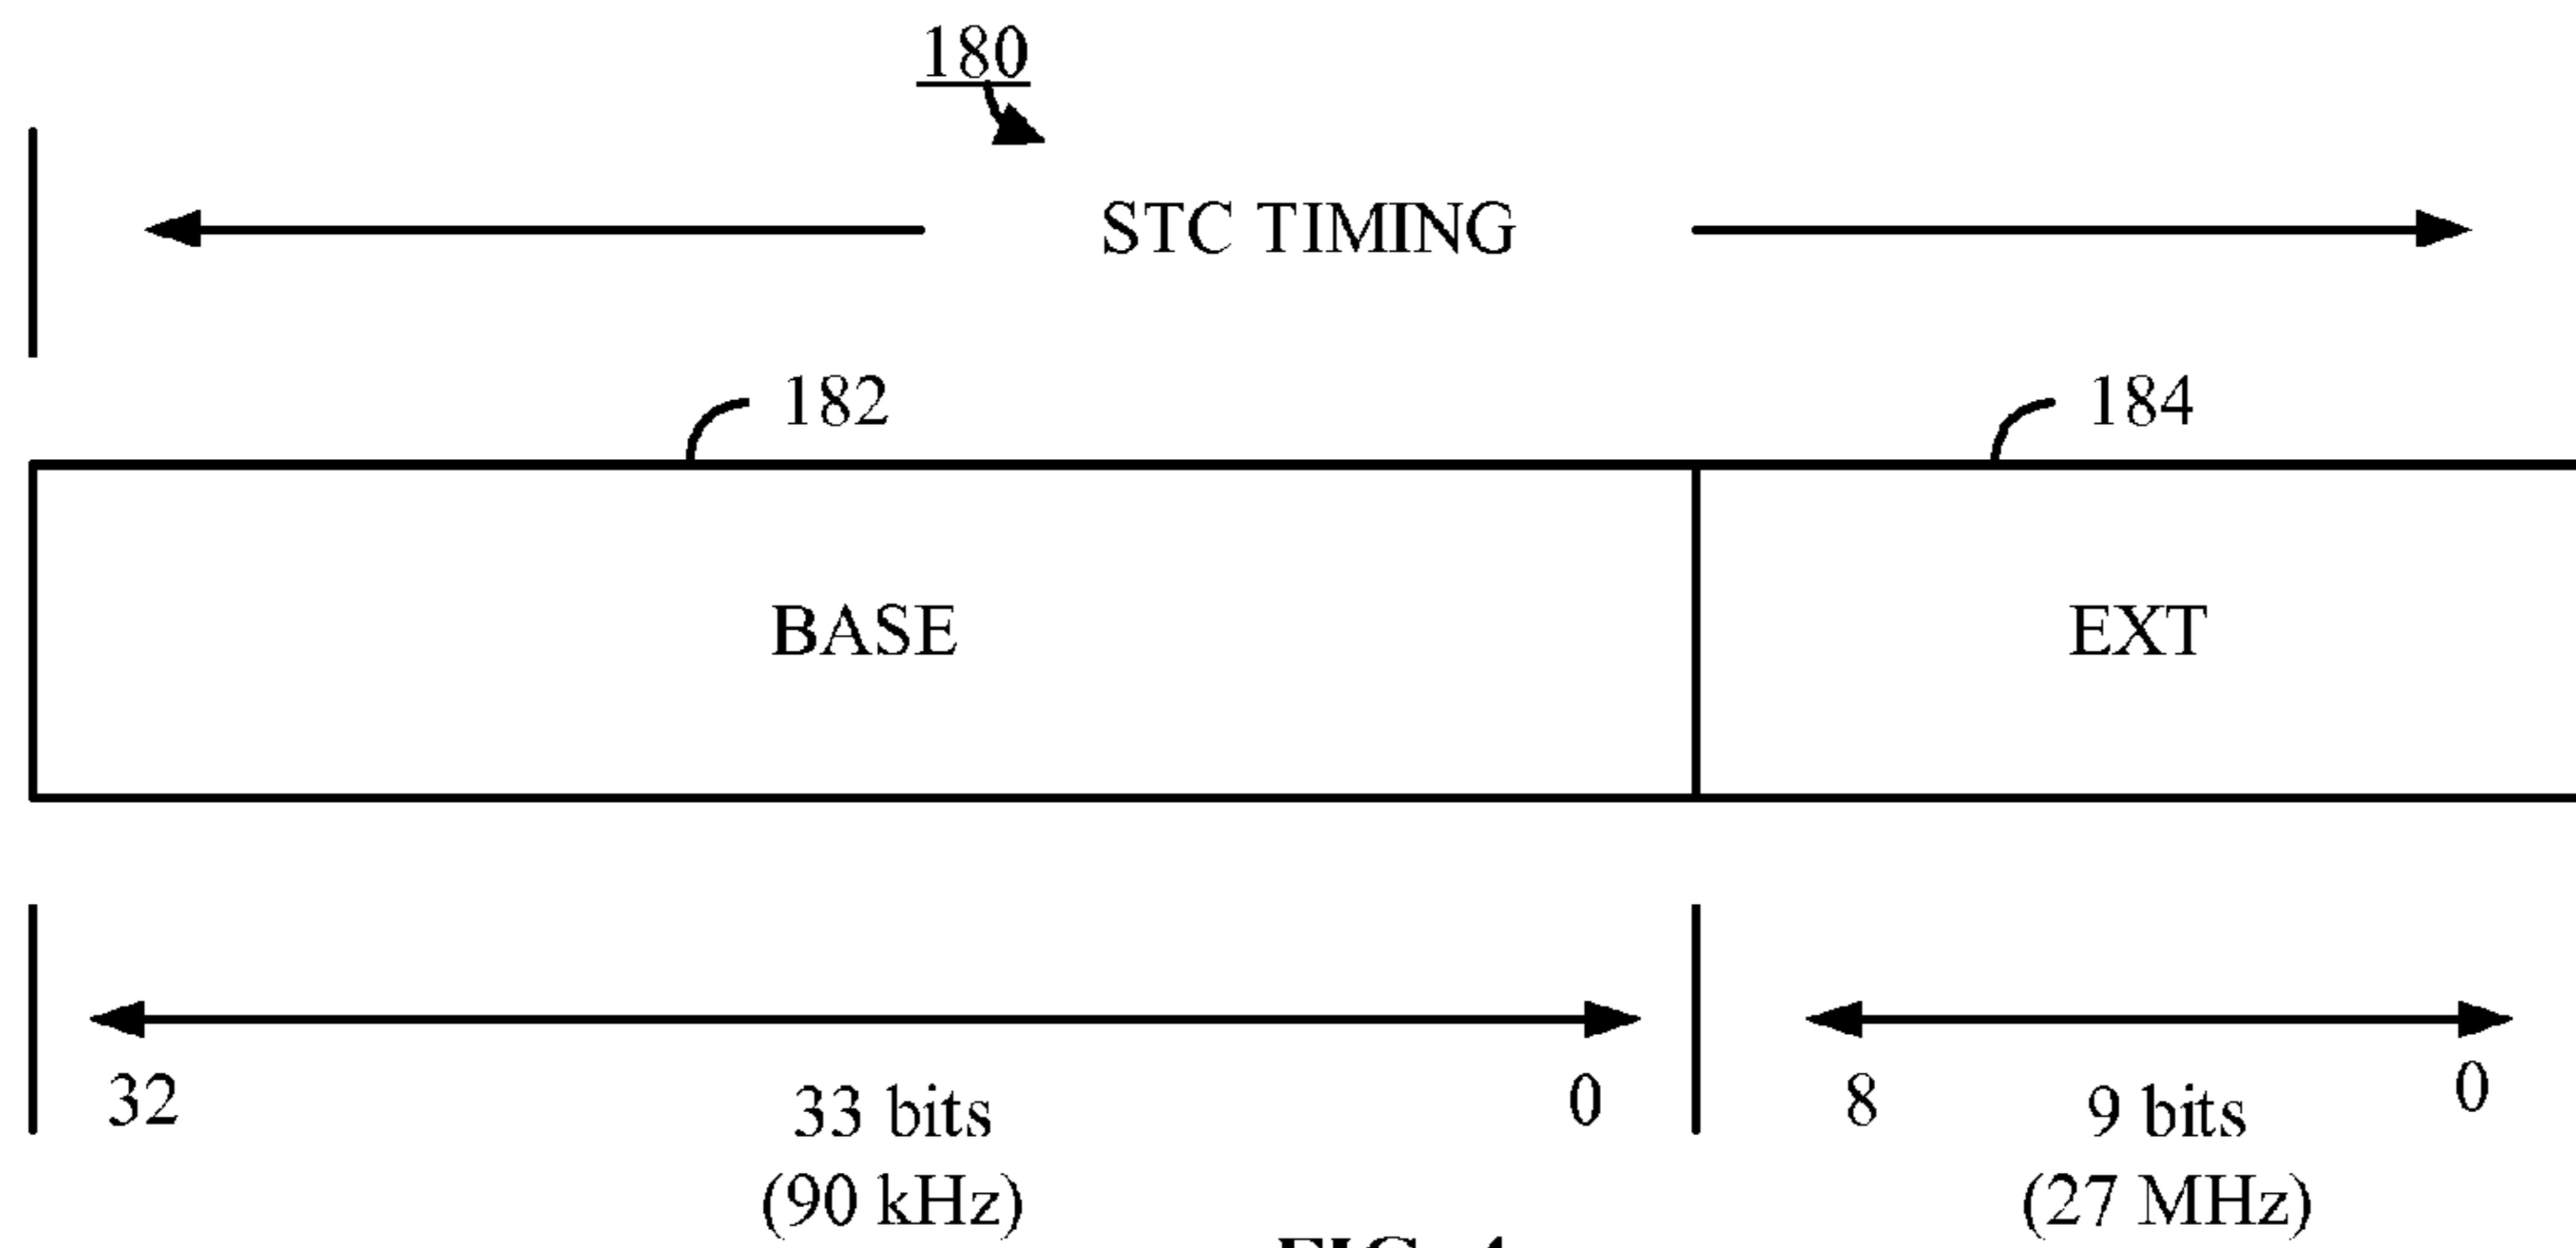 180
STC TIMING
182
184
BASE
EXT
32
33 bits
0
8
9 bits
0
(90 kHz)
(27 MHz)